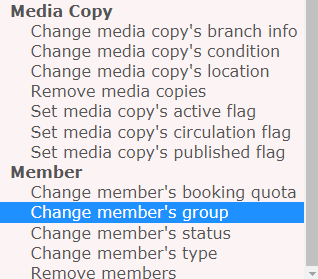 Media Copy
Change media copy's branch info
Change media copy's condition
Change media copy's location
Remove media copies
Set media copy's active flag
Set media copy's circulation flag
Set media copy's published flag
Member
Change member's booking quota
Change member's group
Change member's status
Change member's type
Remove members